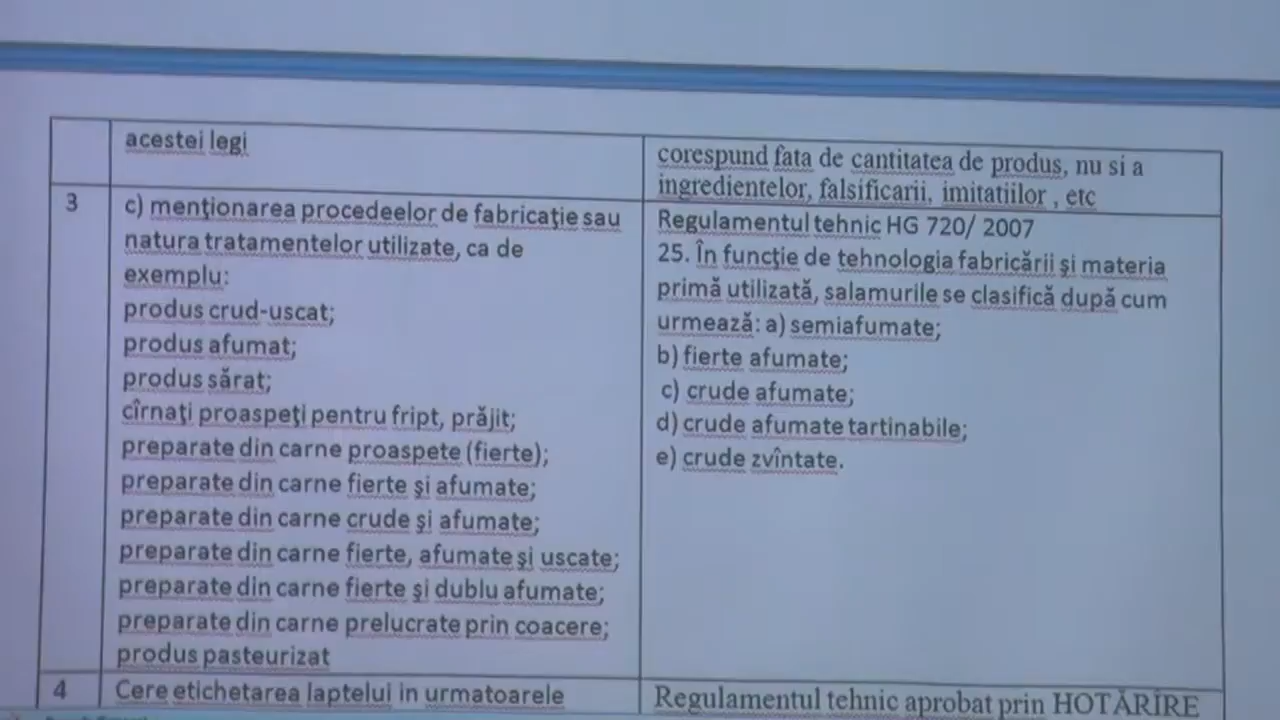 acestei legi
corespund fata de cantitatea de produs, nu si a
ingredientelor, falsificarii, imitatiilor , etc
3
c) menţionarea procedeelor de fabricaţie sau
natura tratamentelor utilizate, ca de
exemplu:
produs crud-uscat;
produs afumat;
produs sărat;
cîrnaţi proaspeţi pentru fript, prăjit;
preparate din carne proaspete (fierte);
preparate din carne fierte şi afumate;
preparate din carne crude şi afumate;
preparate din carne fierte, afumate şi uscate;
preparate din carne fierte şi dublu afumate;
preparate din carne prelucrate prin coacere;
produs pasteurizat
Regulamentul tehnic HG 720/ 2007
25. În funcţie de tehnologia fabricării şi materia
primă utilizată, salamurile se clasifică după cum
urmează: a) semiafumate;
b) fierte afumate;
c) crude afumate;
d) crude afumate tartinabile;
e) crude zvîntate.
4
Cere etichetarea laptelui in urmatoarele
Regulamentul tehnic aprobat prin HOTĂRÎRE